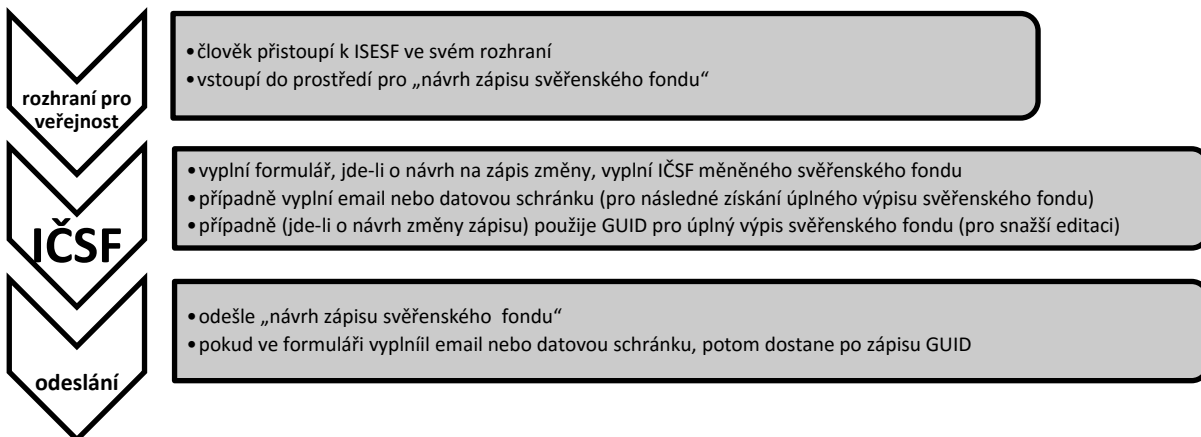 rozhraní pro
veřejnost
•člověk přistoupí k ISESF ve svém rozhraní
•vstoupí do prostředí pro „návrh zápisu svěřenského fondu“
IČSF
•vyplní formulář, jde-li o návrh na zápis změny, vyplní IČSF měněného svěřenského fondu
•případně vyplní email nebo datovou schránku (pro následné získání úplného výpisu svěřenského fondu)
•případně (jde-li o návrh změny zápisu) použije GUID pro úplný výpis svěřenského fondu (pro snažší editaci)
odeslání
•odešle „návrh zápisu svěřenského  fondu“
•pokud ve formuláři vyplníil email nebo datovou schránku, potom dostane po zápisu GUID